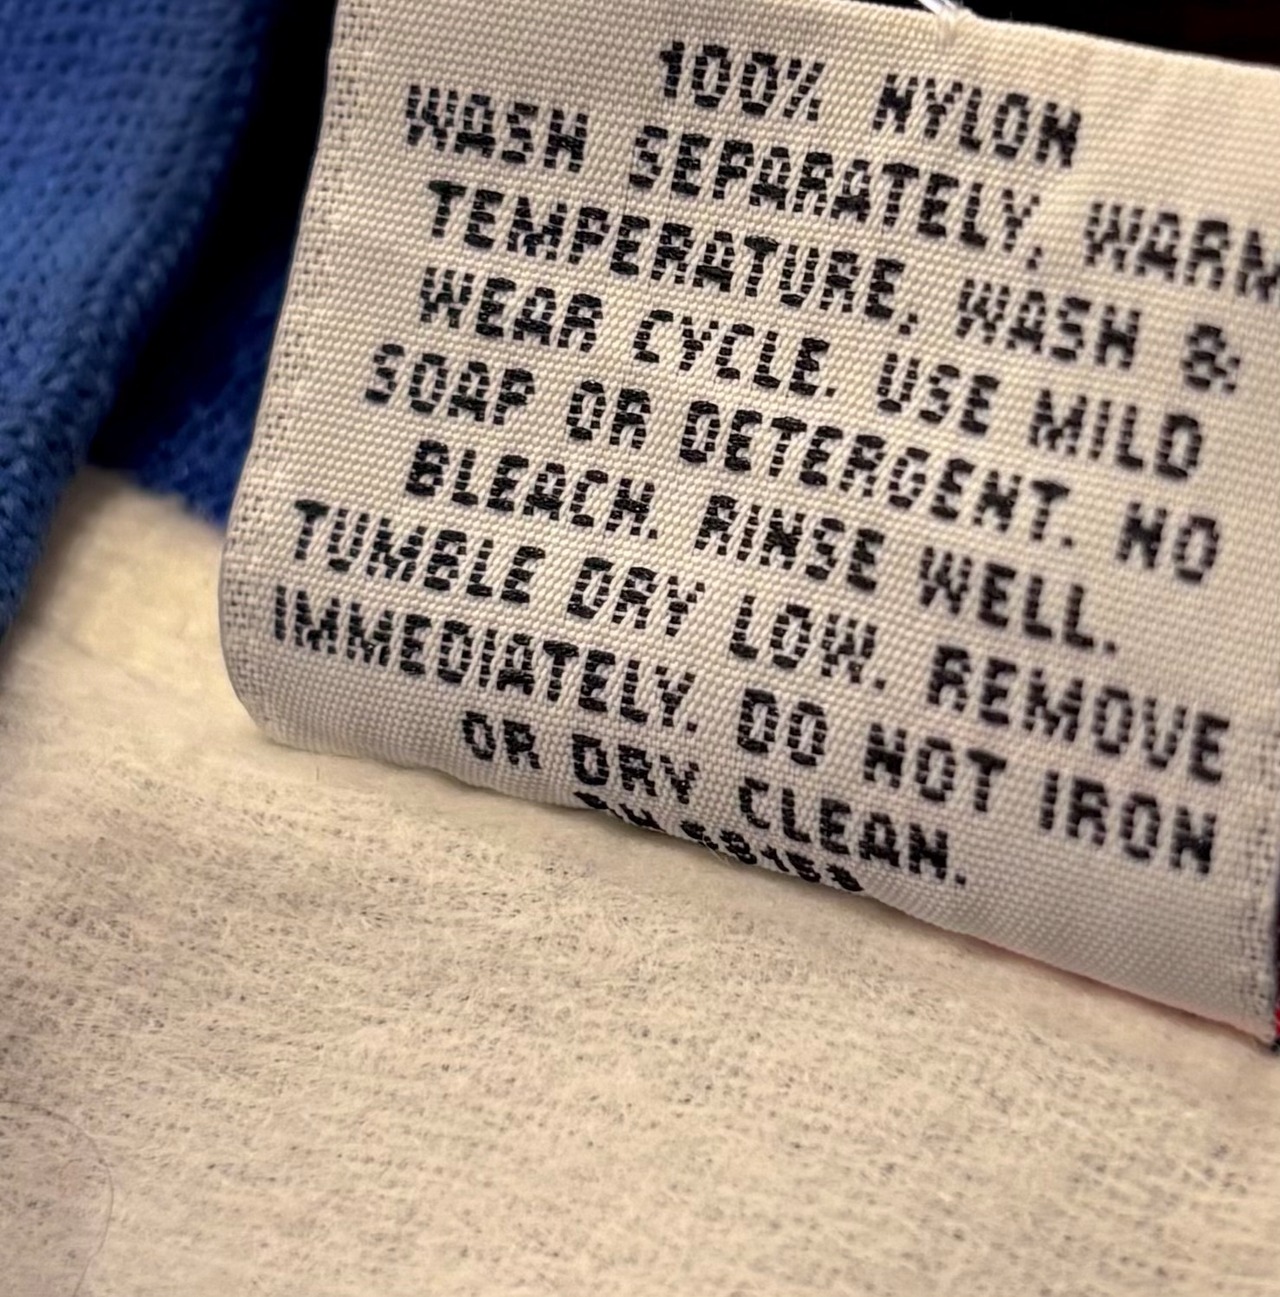 100% NYLON
WASH SEPARATELY, WARM
TEMPERATURE, WASH &
WEAR CYCLE. USE MILD
SOAP OR DETERGENT. NO
BLEACH. RINSE WELL.
TUMBLE DRY LOW. REMOVE
IMMEDIATELY. DO NOT IRON
OR DRY CLEAN.